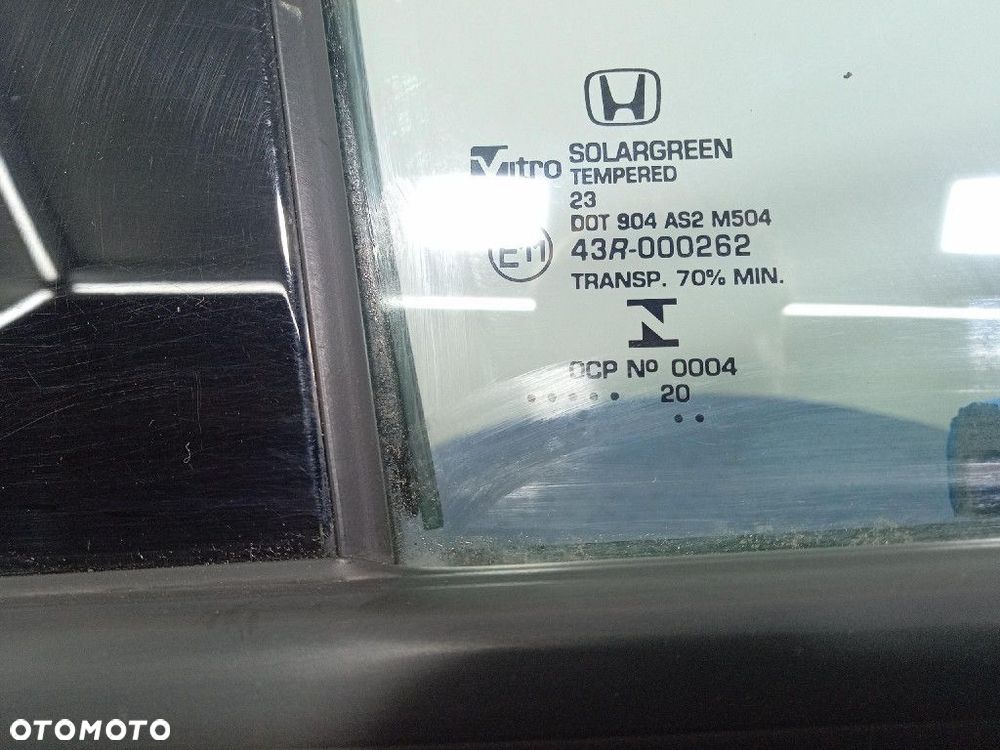 Vitro
SOLARGREEN
TEMPERED
23
DOT 904 AS2 M504
E11
43R-000262
TRANSP. 70% MIN.
OCP Nº 0004
20
OTOMOTO